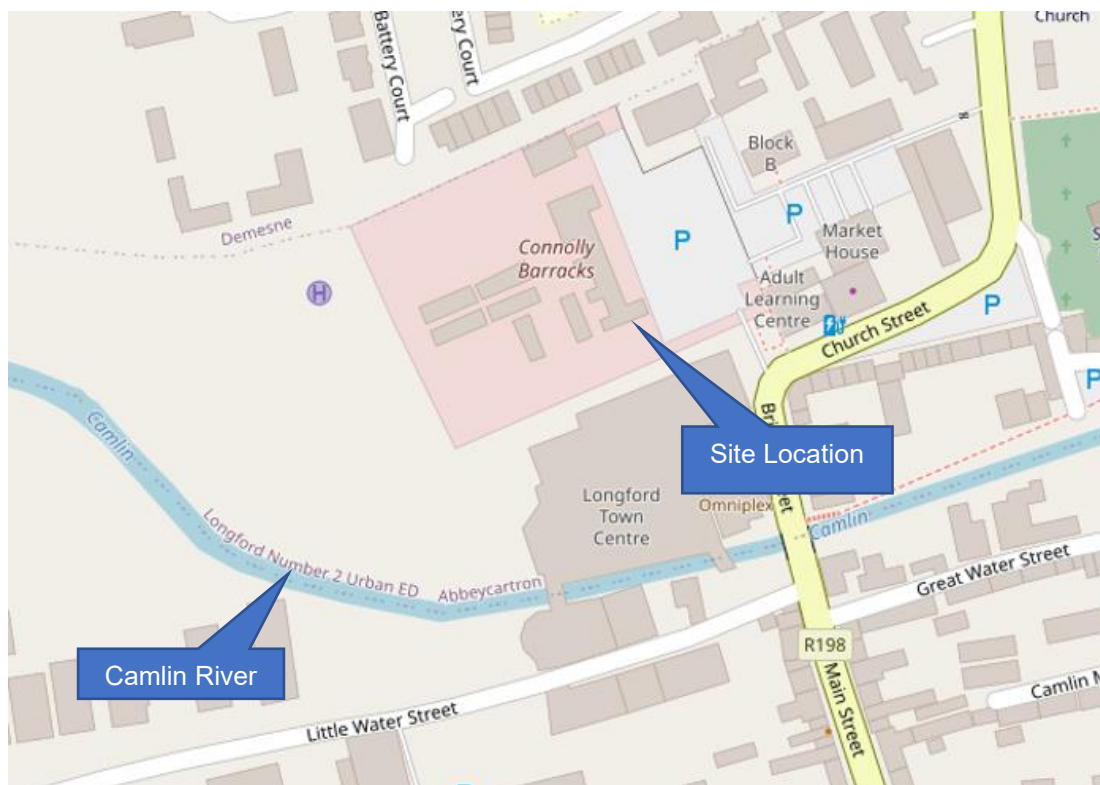 Church
Battery Court
ery Court
Block
B
P
Market
House
Demesne
Connolly
Barracks
P
Adult
Learning
Centre
H
P
Church Street
P
S
Camlin
Site Location
Longford
Town
Centre
Omniplex
Camlin
Longford Number 2 Urban ED
Abbeycartron
Great Water Street
R198
Camlin River
Main Street
Camlin M
Little Water Street